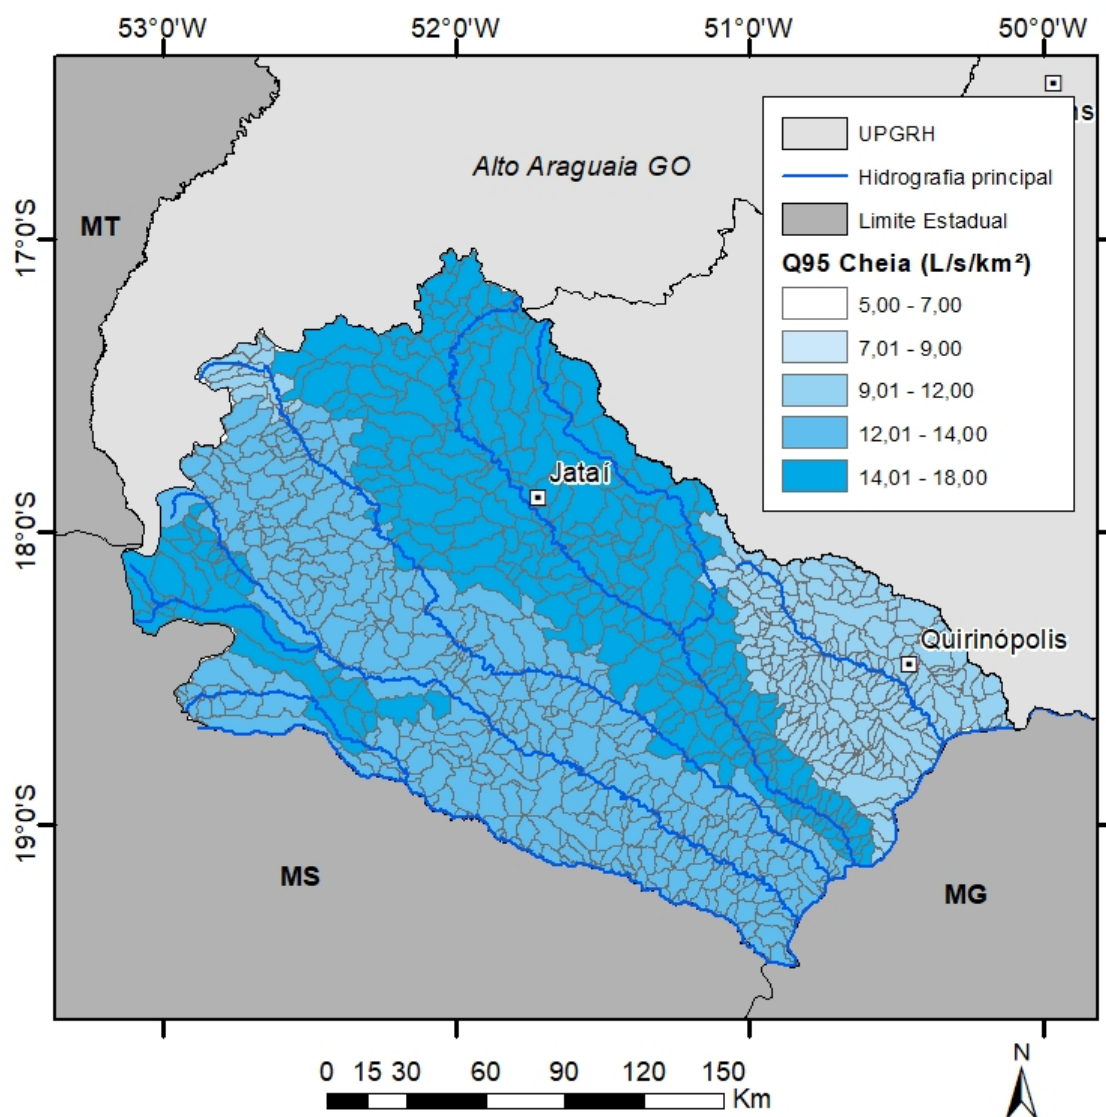 53°0'W 52°0'W 51°0'W 50°0'W
17°0'S
18°0'S
19°0'S
Alto Araguaia GO
MT
UPGRH
Hidrografia principal
Limite Estadual
Q95 Cheia (L/s/km²)
5,00 - 7,00
7,01 - 9,00
9,01 - 12,00
12,01 - 14,00
14,01 - 18,00
Jataí
Quirinópolis
MS
MG
0 15 30 60 90 120 150
Km
N